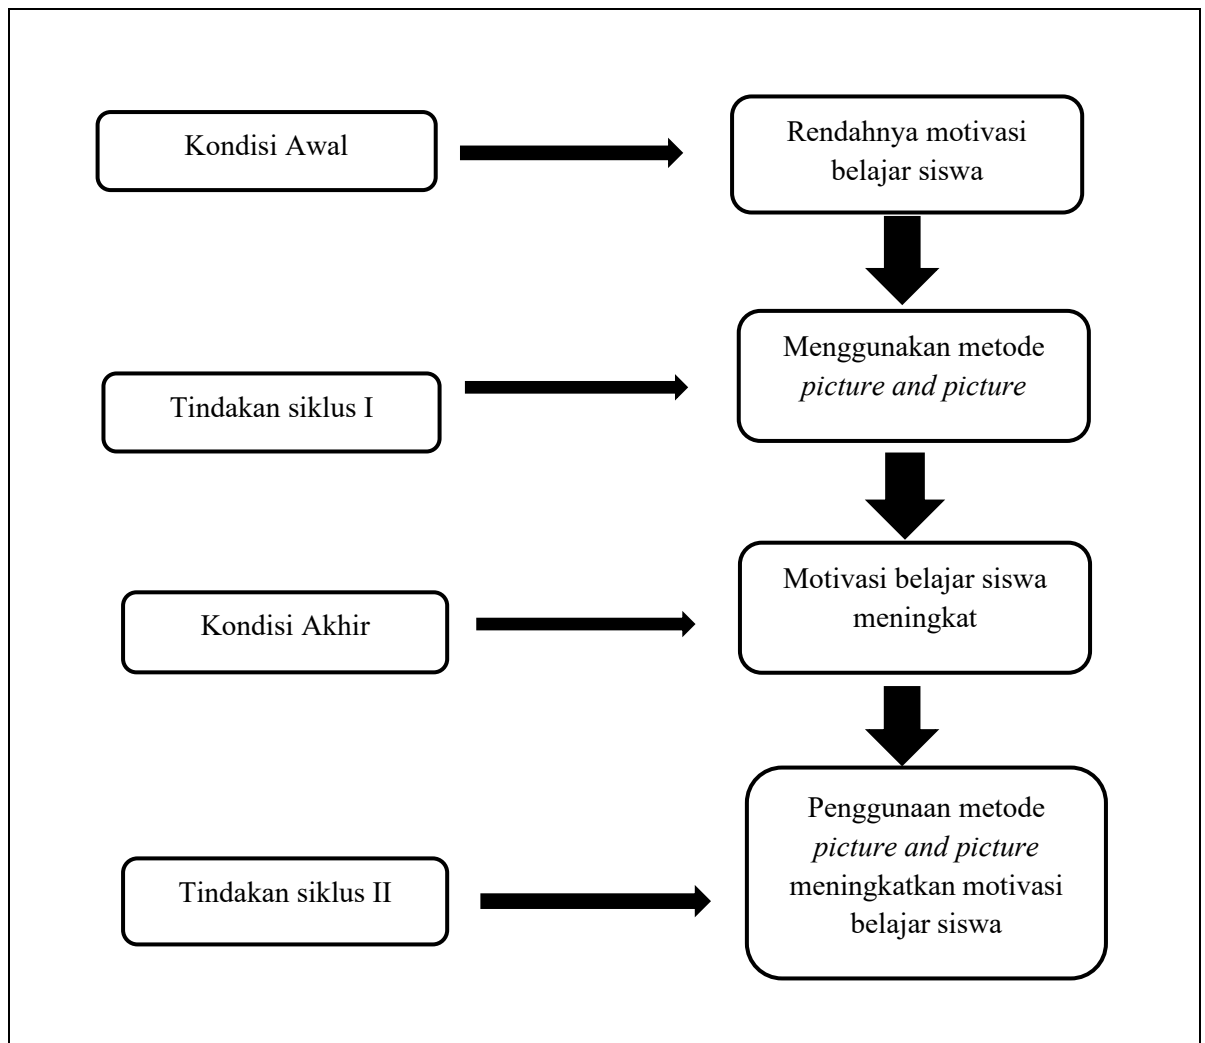 Kondisi Awal
Rendahnya motivasi
belajar siswa
Tindakan siklus I
Menggunakan metode
picture and picture
Kondisi Akhir
Motivasi belajar siswa
meningkat
Tindakan siklus II
Penggunaan metode
picture and picture
meningkatkan motivasi
belajar siswa